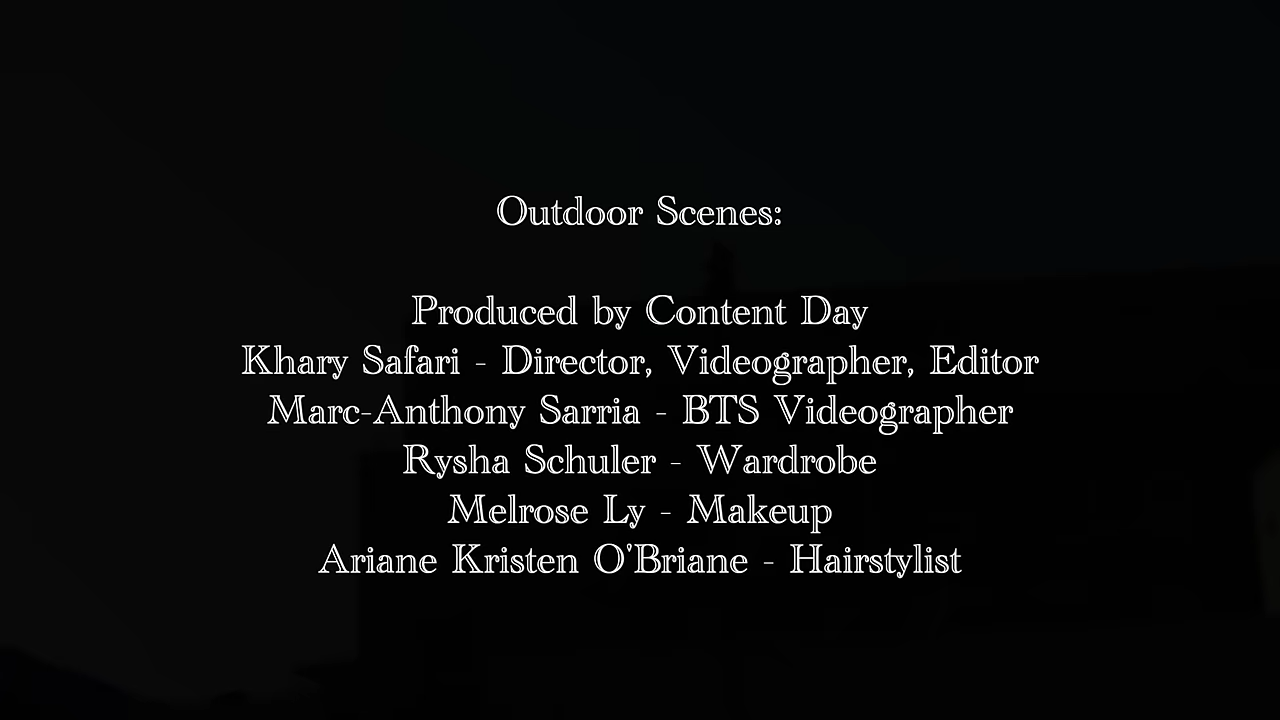 Outdoor Scenes:
Produced by Content Day
Khary Safari - Director, Videographer, Editor
Marc-Anthony Sarria - BTS Videographer
Rysha Schuler - Wardrobe
Melrose Ly - Makeup
Ariane Kristen O'Briane - Hairstylist